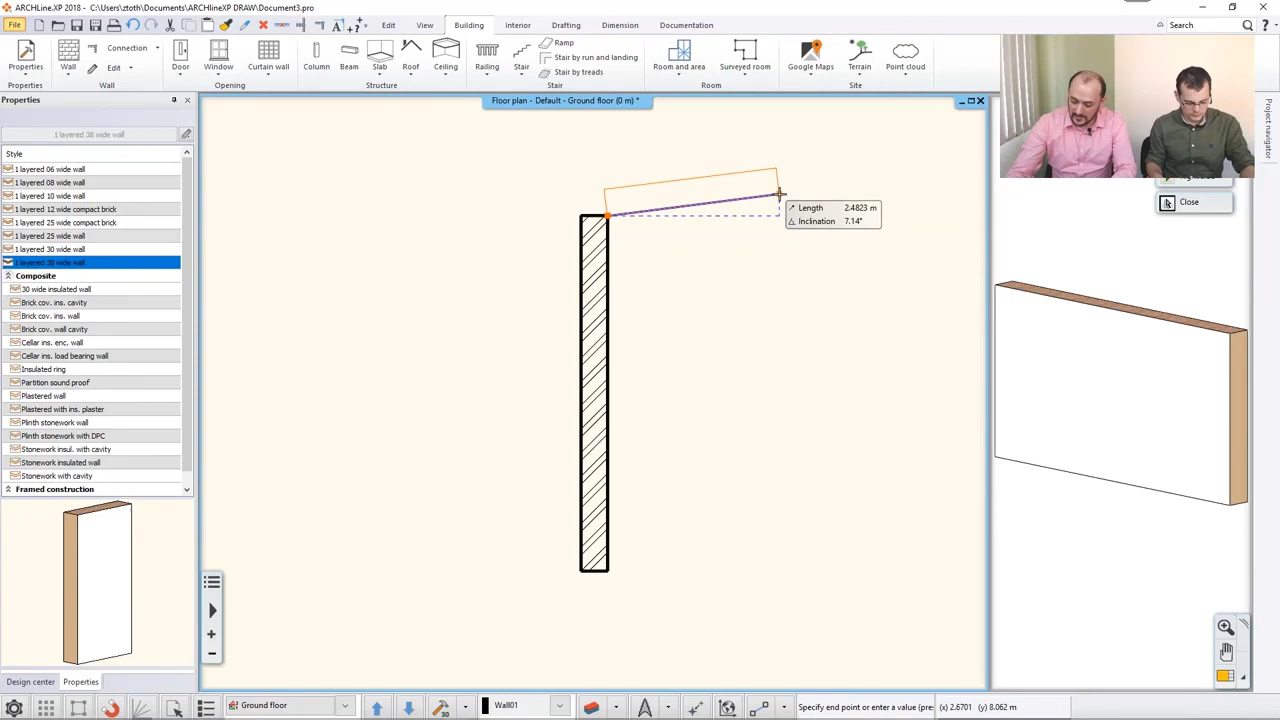 ARCHLine.XP 2018 - C:\Users\ztoth\Documents\ARCHlineXP DRAW\Document3.pro
File
Edit
View
Building
Interior
Drafting
Dimension
Documentation
Search
Properties
Wall
Connection
Edit
Door
Window
Curtain wall
Column
Beam
Slab
Roof
Ceiling
Railing
Stair
Ramp
Stair by run and landing
Stair by treads
Room and area
Surveyed room
Google Maps
Terrain
Point cloud
Properties
Wall
Opening
Structure
Stair
Room
Site
Properties
1 layered 38 wide wall
Style
1 layered 06 wide wall
1 layered 08 wide wall
1 layered 10 wide wall
1 layered 12 wide compact brick
1 layered 25 wide compact brick
1 layered 25 wide wall
1 layered 30 wide wall
1 layered 38 wide wall
Composite
30 wide insulated wall
Brick cov. ins. cavity
Brick cov. ins. wall
Brick cov. wall cavity
Cellar ins. enc. wall
Cellar ins. load bearing wall
Insulated ring
Partition sound proof
Plastered wall
Plastered with ins. plaster
Plinth stonework wall
Plinth stonework with DPC
Stonework insul. with cavity
Stonework insulated wall
Stonework with cavity
Framed construction
Design center
Properties
Floor plan - Default - Ground floor (0 m) *
Length 2.4823 m
Inclination 7.14°
Close
Project navigator
Ground floor
Wall01
Specify end point or a value (pres
(x) 2.6701 (y) 8.062 m